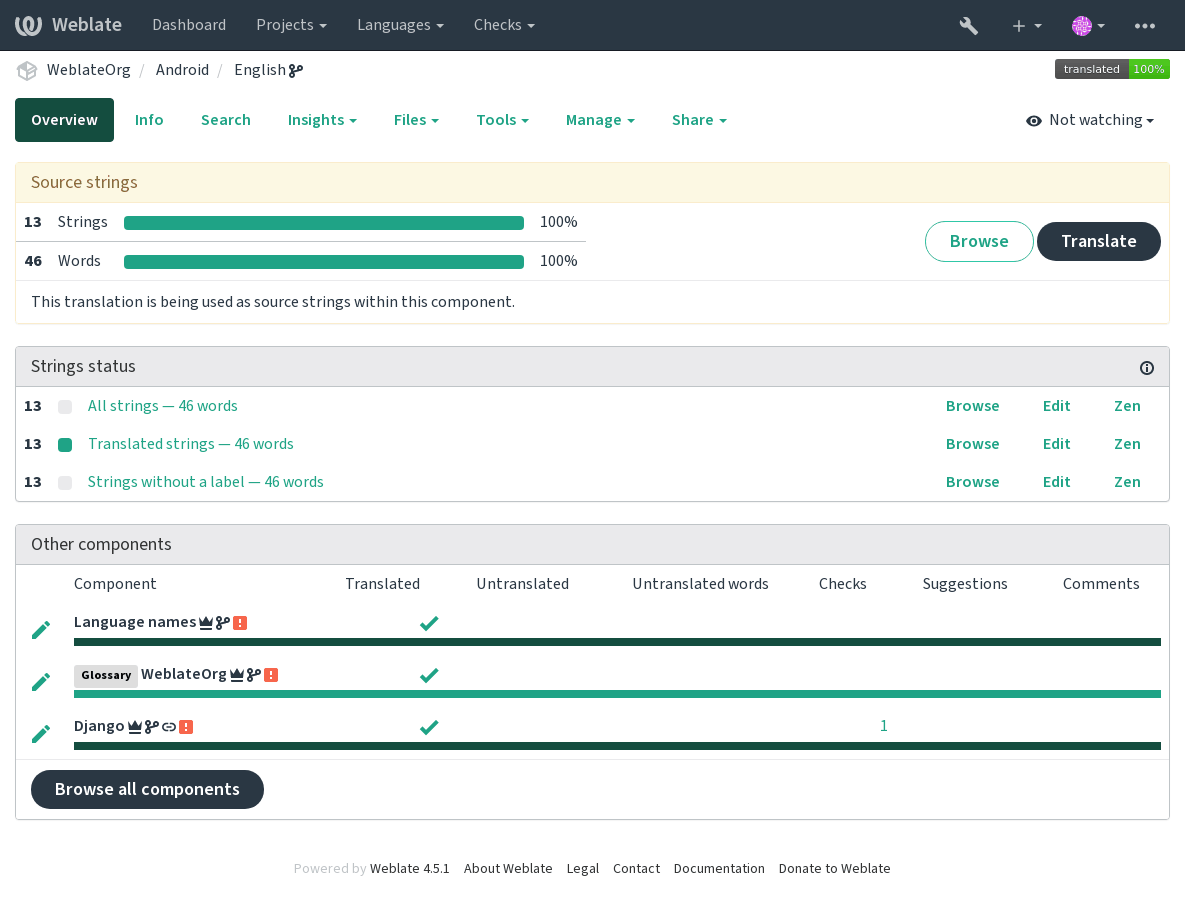 Weblate Dashboard Projects Languages Checks
WeblateOrg / Android / English translated 100%
Overview Info Search Insights Files Tools Manage Share Not watching
Source strings
13 Strings 100%
46 Words 100%
Browse Translate
This translation is being used as source strings within this component.
Strings status
13 All strings — 46 words Browse Edit Zen
13 Translated strings — 46 words Browse Edit Zen
13 Strings without a label — 46 words Browse Edit Zen
Other components
Component Translated Untranslated Untranslated words Checks Suggestions Comments
Language names
Glossary WeblateOrg
Django 1
Browse all components
Powered by Weblate 4.5.1 About Weblate Legal Contact Documentation Donate to Weblate